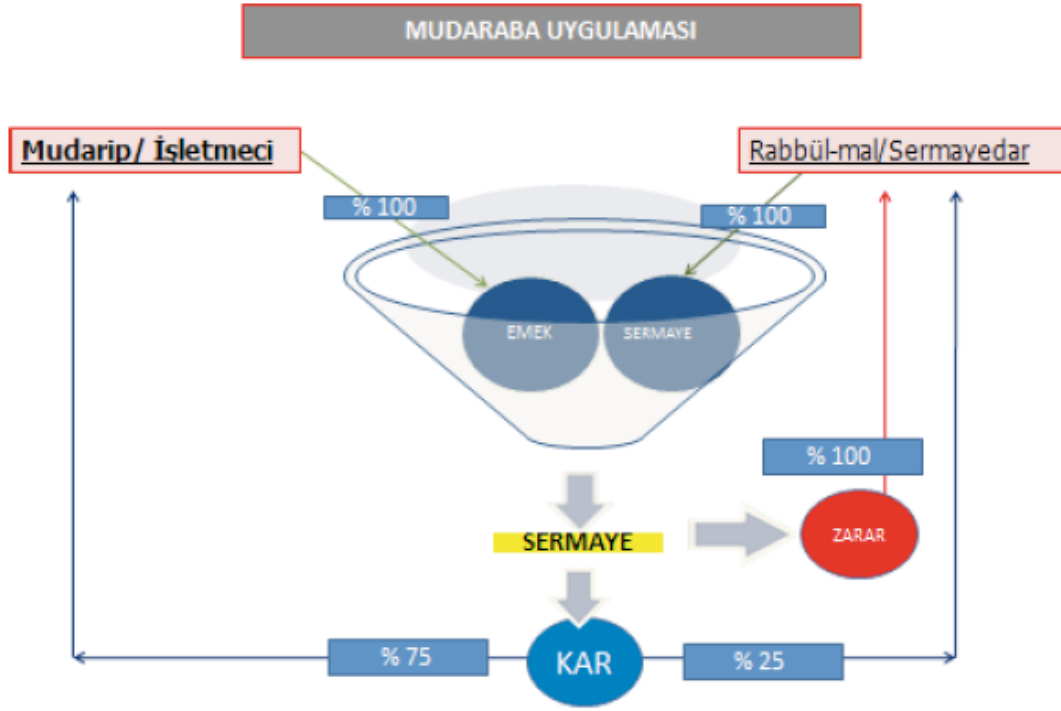 MUDARABA UYGULAMASI
Mudarip/ İşletmeci
Rabbül-mal/Sermayedar
% 100
% 100
EMEK
SERMAYE
% 100
SERMAYE
ZARAR
% 75
KAR
% 25